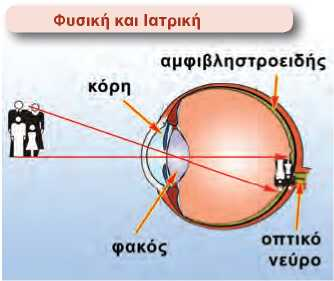 Φυσική και Ιατρική
αμφιβληστροειδής
κόρη
φακός
οπτικό
νεύρο